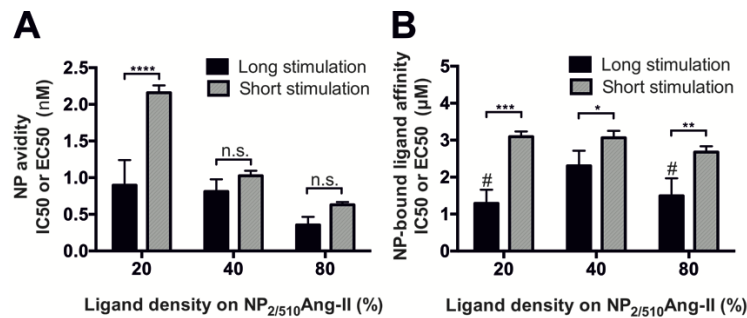 A
NP avidity
IC50 or EC50 (nM)
2.5
2.0
1.5
1.0
0.5
0.0
Long stimulation
Short stimulation
****
n.s.
n.s.
20
40
80
Ligand density on NP2/510Ang-II (%)
B
NP-bound ligand affinity
IC50 or EC50 (µM)
5
4
3
2
1
0
Long stimulation
Short stimulation
***
*
**
#
#
20
40
80
Ligand density on NP2/510Ang-II (%)